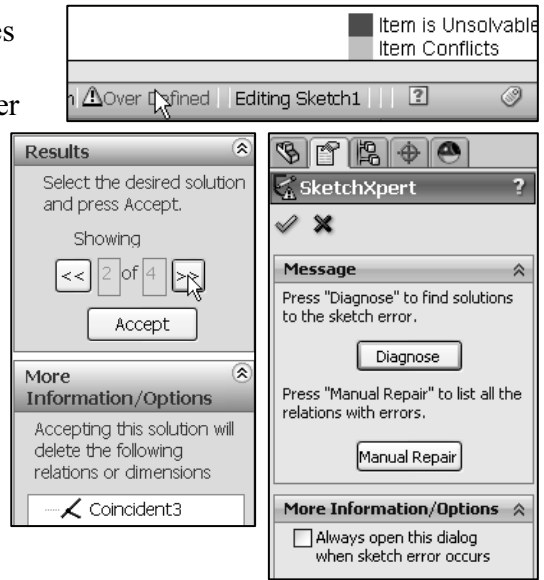 es
er
Item is Unsolvable
Item Conflicts
Over Defined Editing Sketch1 ?
Results
Select the desired solution
and press Accept.
Showing
<< 2 of 4 >>
Accept
More
Information/Options
Accepting this solution will
delete the following
relations or dimensions
Coincident3
SketchXpert ?
Message
Press "Diagnose" to find solutions
to the sketch error.
Diagnose
Press "Manual Repair" to list all the
relations with errors.
Manual Repair
More Information/Options
Always open this dialog
when sketch error occurs